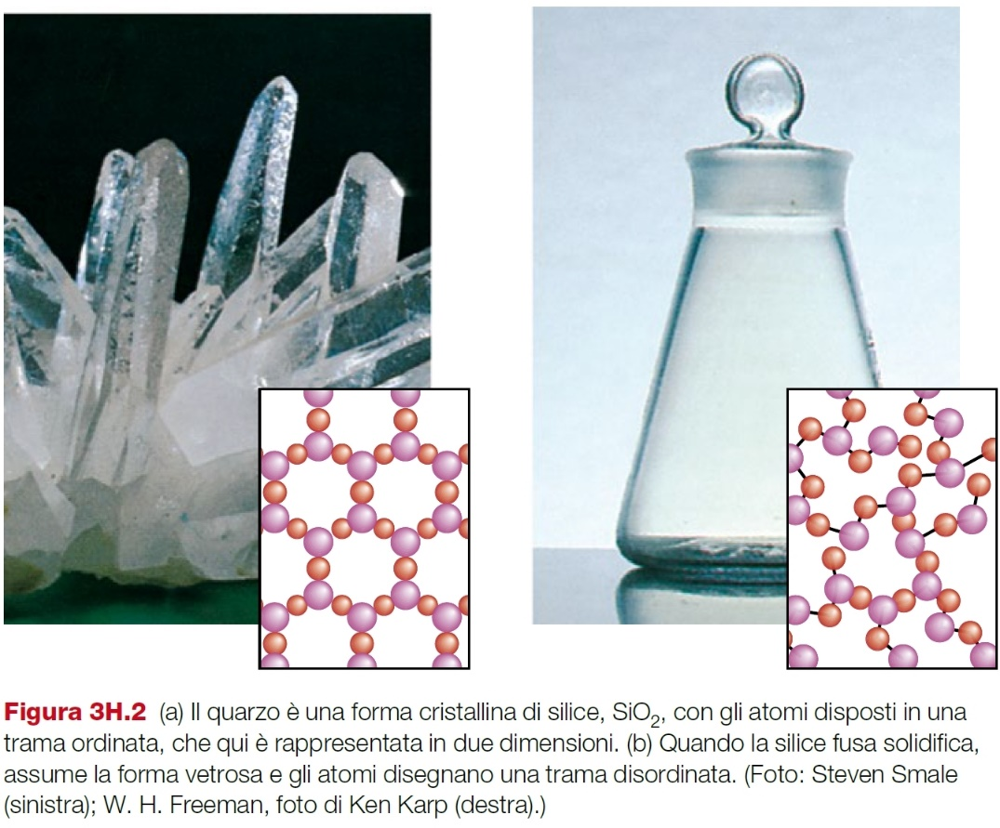 Figura 3H.2 (a) Il quarzo è una forma cristallina di silice, SiO₂, con gli atomi disposti in una
trama ordinata, che qui è rappresentata in due dimensioni. (b) Quando la silice fusa solidifica,
assume la forma vetrosa e gli atomi disegnano una trama disordinata. (Foto: Steven Smale
(sinistra); W. H. Freeman, foto di Ken Karp (destra).)